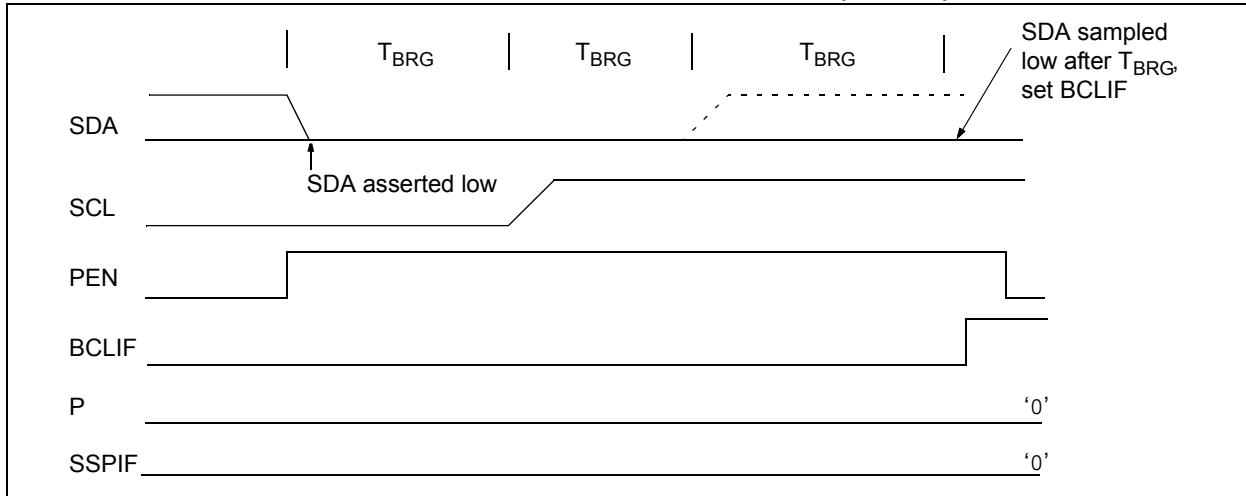 TBRG TBRG TBRG
SDA sampled
low after TBRG,
set BCLIF
SDA
SDA asserted low
SCL
PEN
BCLIF
P ‘0’
SSPIF ‘0’